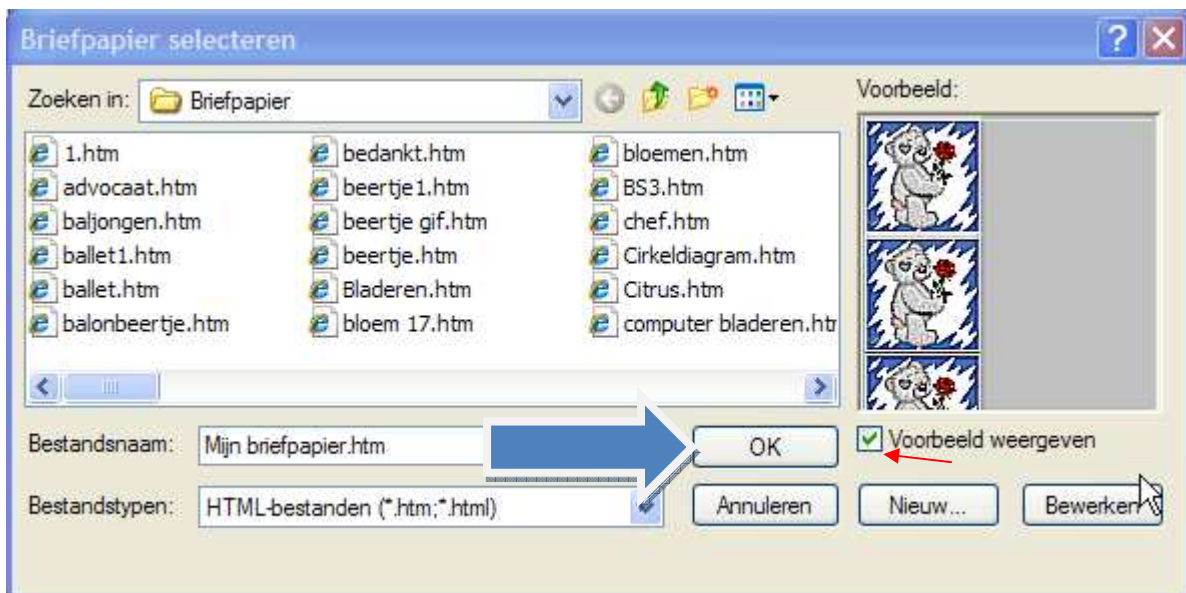 Briefpapier selecteren
Zoeken in: Briefpapier
Voorbeeld:
1.htm bedankt.htm bloemen.htm
advocaat.htm beertje1.htm BS3.htm
baljongen.htm beertje gif.htm chef.htm
ballet1.htm beertje.htm Cirkeldiagram.htm
ballet.htm Bladeren.htm Citrus.htm
balonbeertje.htm bloem 17.htm computer bladeren.htr
Bestandsnaam: Mijn briefpapier.htm OK Voorbeeld weergeven
Bestandstypen: HTML-bestanden (*.htm;*.html) Annuleren Nieuw... Bewerken